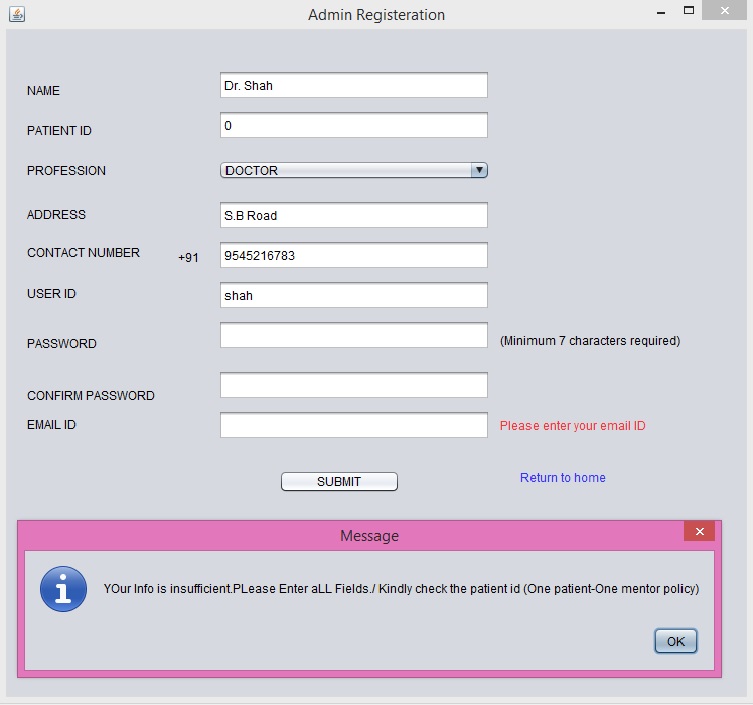 Admin Registeration
NAME Dr. Shah
PATIENT ID 0
PROFESSION DOCTOR
ADDRESS S.B Road
CONTACT NUMBER +91 9545216783
USER ID shah
PASSWORD (Minimum 7 characters required)
CONFIRM PASSWORD
EMAIL ID Please enter your email ID
SUBMIT Return to home
Message
YOur Info is insufficient.PLease Enter aLL Fields./ Kindly check the patient id (One patient-One mentor policy)
OK